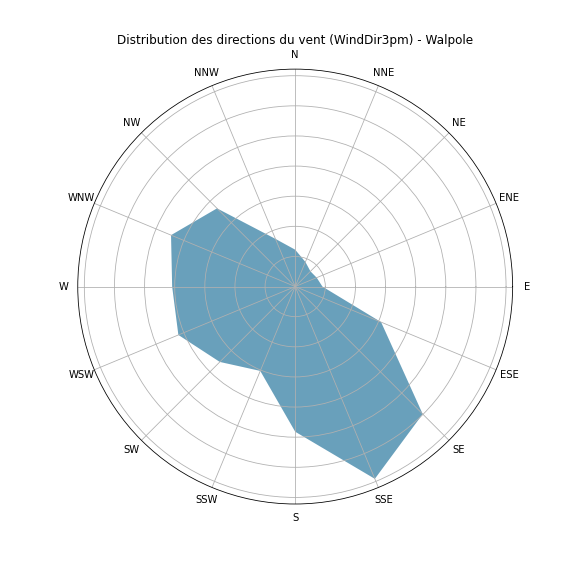 Distribution des directions du vent (WindDir3pm) - Walpole
N
NNW
NNE
NW
NE
WNW
ENE
W
E
WSW
ESE
SW
SE
SSW
SSE
S